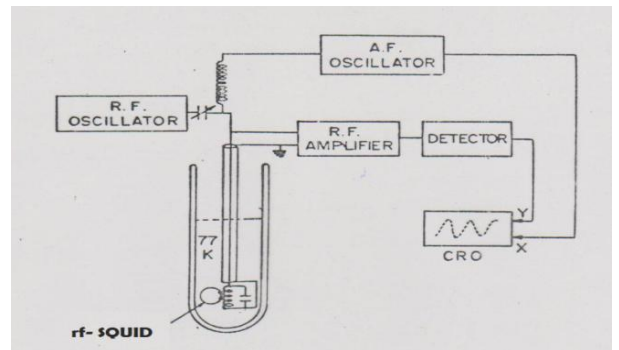 A.F.
OSCILLATOR
R.F.
OSCILLATOR
R.F.
AMPLIFIER
DETECTOR
77
K
Y
X
CRO
rf- SQUID